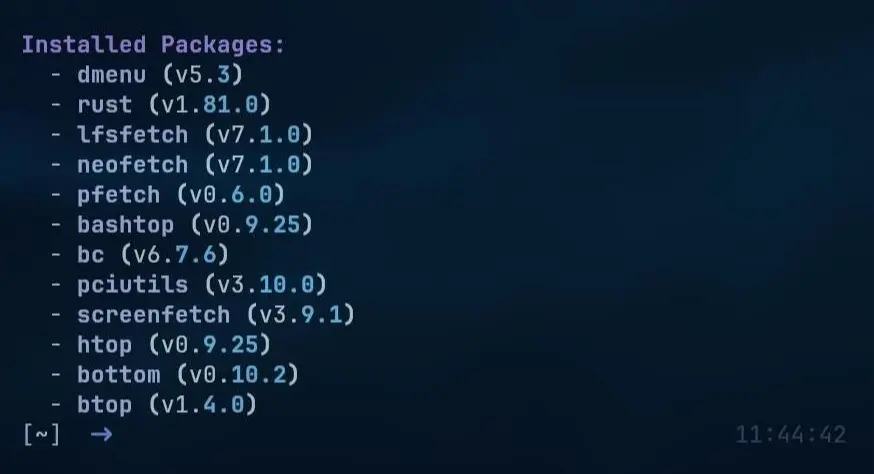 Installed Packages:
- dmenu (v5.3)
- rust (v1.81.0)
- lfsfetch (v7.1.0)
- neofetch (v7.1.0)
- pfetch (v0.6.0)
- bashtop (v0.9.25)
- bc (v6.7.6)
- pciutils (v3.10.0)
- screenfetch (v3.9.1)
- htop (v0.9.25)
- bottom (v0.10.2)
- btop (v1.4.0)
[~] → 11:44:42